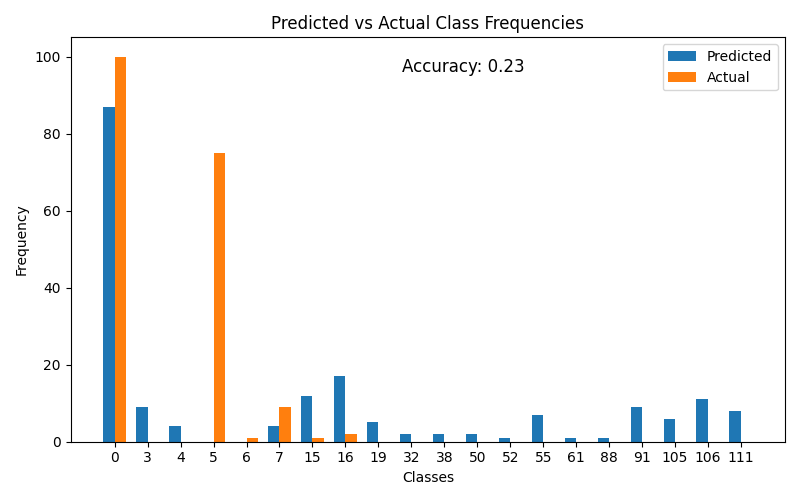 Predicted vs Actual Class Frequencies
Accuracy: 0.23
Predicted
Actual
100
80
60
40
20
0
Frequency
0 3 4 5 6 7 15 16 19 32 38 50 52 55 61 88 91 105 106 111
Classes